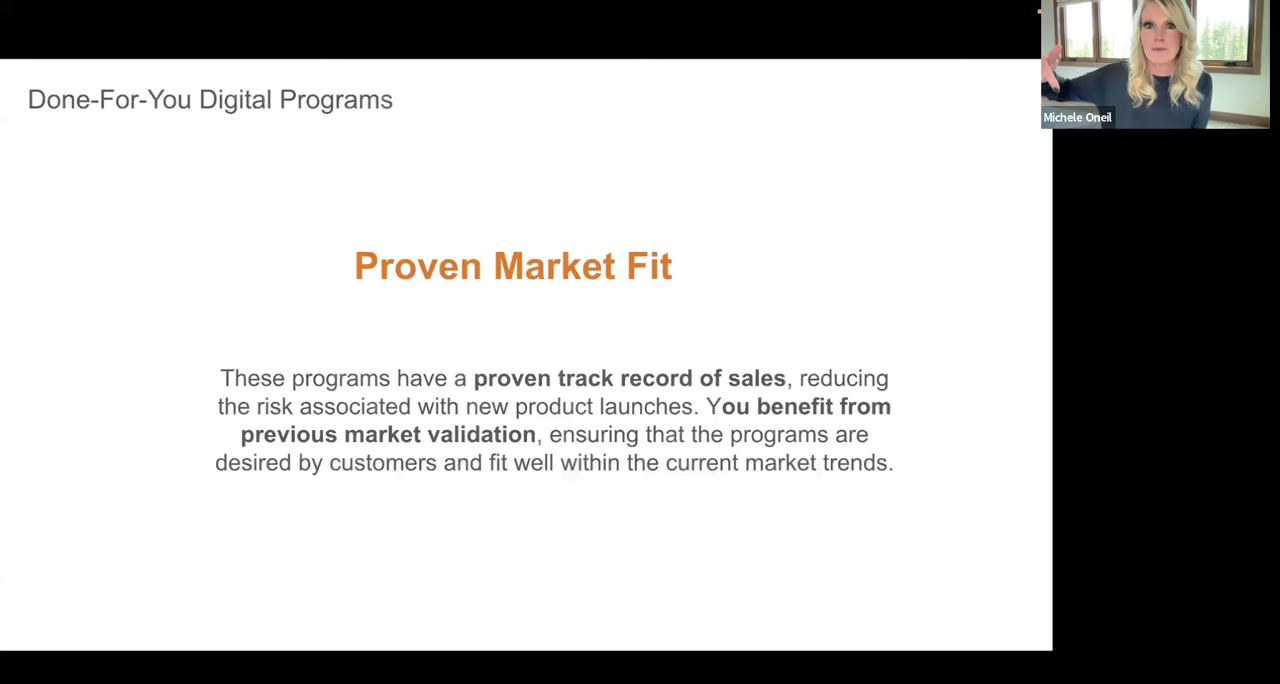 Done-For-You Digital Programs
Michele Oneil
Proven Market Fit
These programs have a proven track record of sales, reducing
the risk associated with new product launches. You benefit from
previous market validation, ensuring that the programs are
desired by customers and fit well within the current market trends.